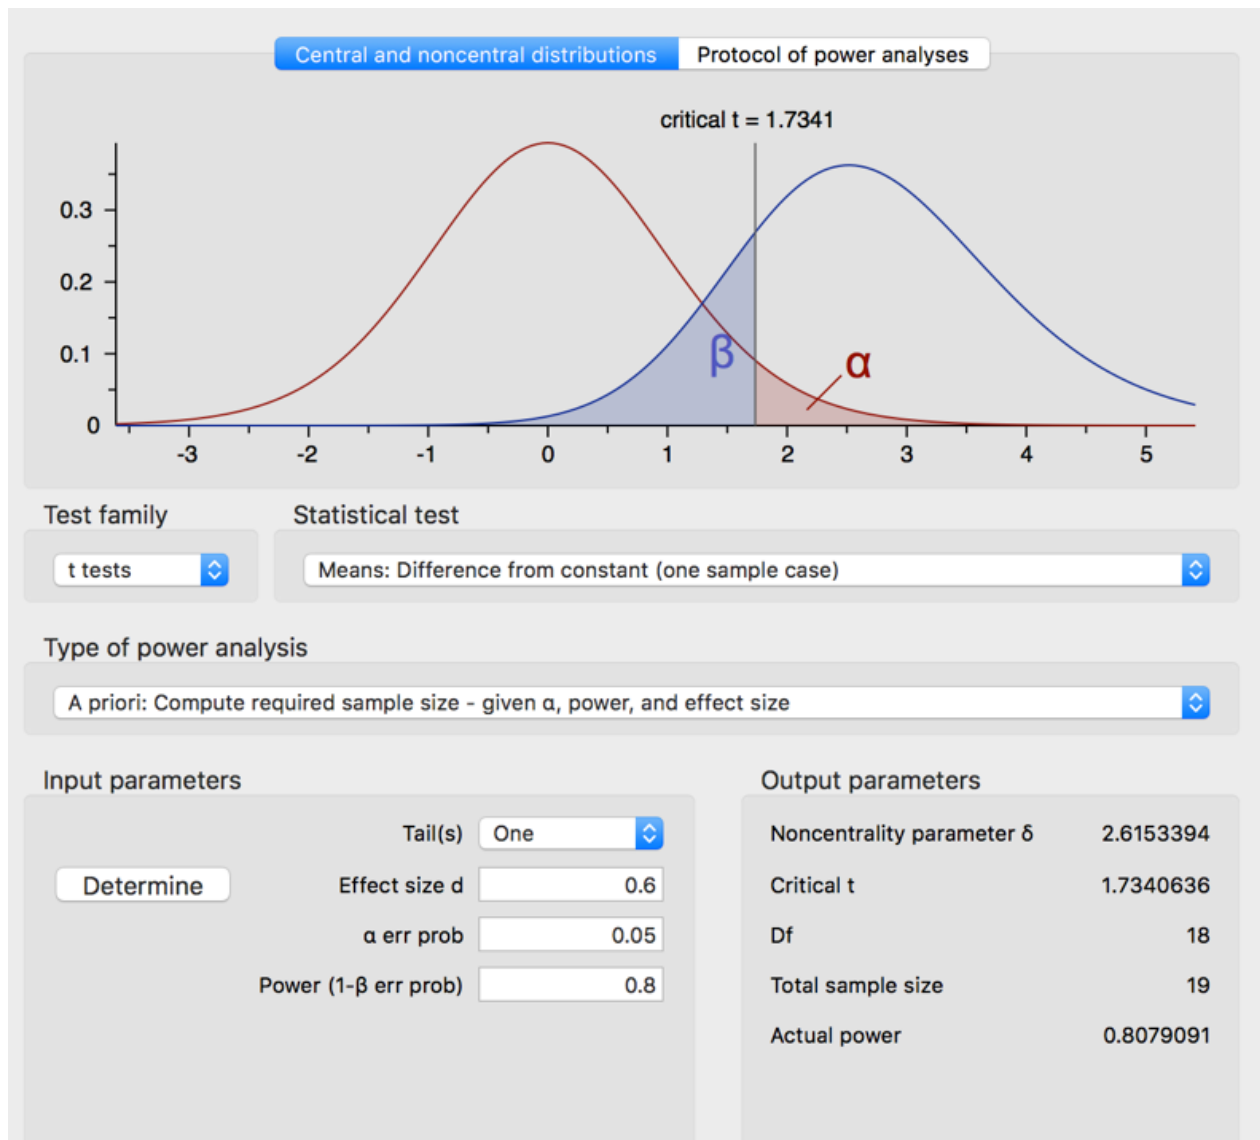 Central and noncentral distributions Protocol of power analyses
critical t = 1.7341
0.3
0.2
0.1
0
β
α
-3 -2 -1 0 1 2 3 4 5
Test family Statistical test
t tests Means: Difference from constant (one sample case)
Type of power analysis
A priori: Compute required sample size - given α, power, and effect size
Input parameters
Tail(s) One
Determine Effect size d 0.6
α err prob 0.05
Power (1-β err prob) 0.8
Output parameters
Noncentrality parameter δ 2.6153394
Critical t 1.7340636
Df 18
Total sample size 19
Actual power 0.8079091